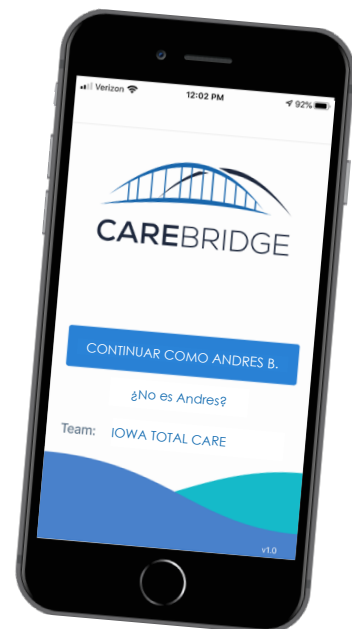 Verizon
12:02 PM
92%
CAREBRIDGE
CONTINUAR COMO ANDRES B.
¿No es Andres?
Team: IOWA TOTAL CARE
v1.0